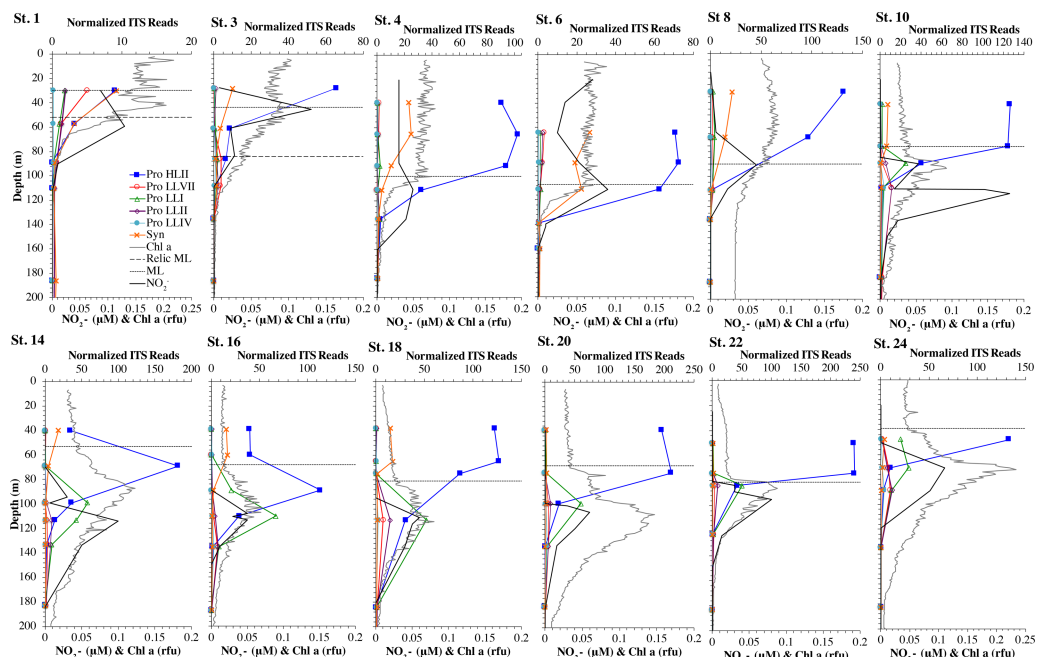 St. 1
Normalized ITS Reads
0 10 20
0
20
40
60
80
100
120
140
160
180
200
Depth (m)
Pro HLII
Pro LLVII
Pro LLI
Pro LLII
Pro LLIV
Syn
Chl a
Relic ML
ML
NO₂⁻
0 0.05 0.1 0.15 0.2
NO₂- (µM) & Chl a (rfu)
St. 3
Normalized ITS Reads
0 20 40 60 80
0 0.05 0.1 0.15 0.2
NO₂- (µM) & Chl a (rfu)
St. 4
Normalized ITS Reads
0 20 40 60 80 100
0 0.05 0.1 0.15 0.2
NO₂- (µM) & Chl a (rfu)
St. 6
Normalized ITS Reads
0 20 40 60 80
0 0.05 0.1 0.15 0.2
NO₂- (µM) & Chl a (rfu)
St 8
Normalized ITS Reads
0 50 100 150
0 0.05 0.1 0.15 0.2
NO₂- (µM) & Chl a (rfu)
St. 10
Normalized ITS Reads
0 20 40 60 80 100 120 140
0 0.05 0.1 0.15 0.2
NO₂- (µM) & Chl a (rfu)
St. 14
Normalized ITS Reads
0 50 100 150 200
0
20
40
60
80
100
120
140
160
180
200
Depth (m)
0 0.05 0.1 0.15 0.2
NO₂- (µM) & Chl a (rfu)
St. 16
Normalized ITS Reads
0 50 100 150 200
0 0.05 0.1 0.15 0.2
NO₂- (µM) & Chl a (rfu)
St. 18
Normalized ITS Reads
0 50 100 150
0 0.05 0.1 0.15 0.2
NO₂- (µM) & Chl a (rfu)
St. 20
Normalized ITS Reads
0 50 100 150 200 250
0 0.05 0.1 0.15 0.2
NO₂- (µM) & Chl a (rfu)
St. 22
Normalized ITS Reads
0 50 100 150 200 250
0 0.05 0.1 0.15 0.2
NO₂- (µM) & Chl a (rfu)
St. 24
Normalized ITS Reads
0 50 100 150
0 0.05 0.1 0.15 0.2 0.25
NO₂- (µM) & Chl a (rfu)